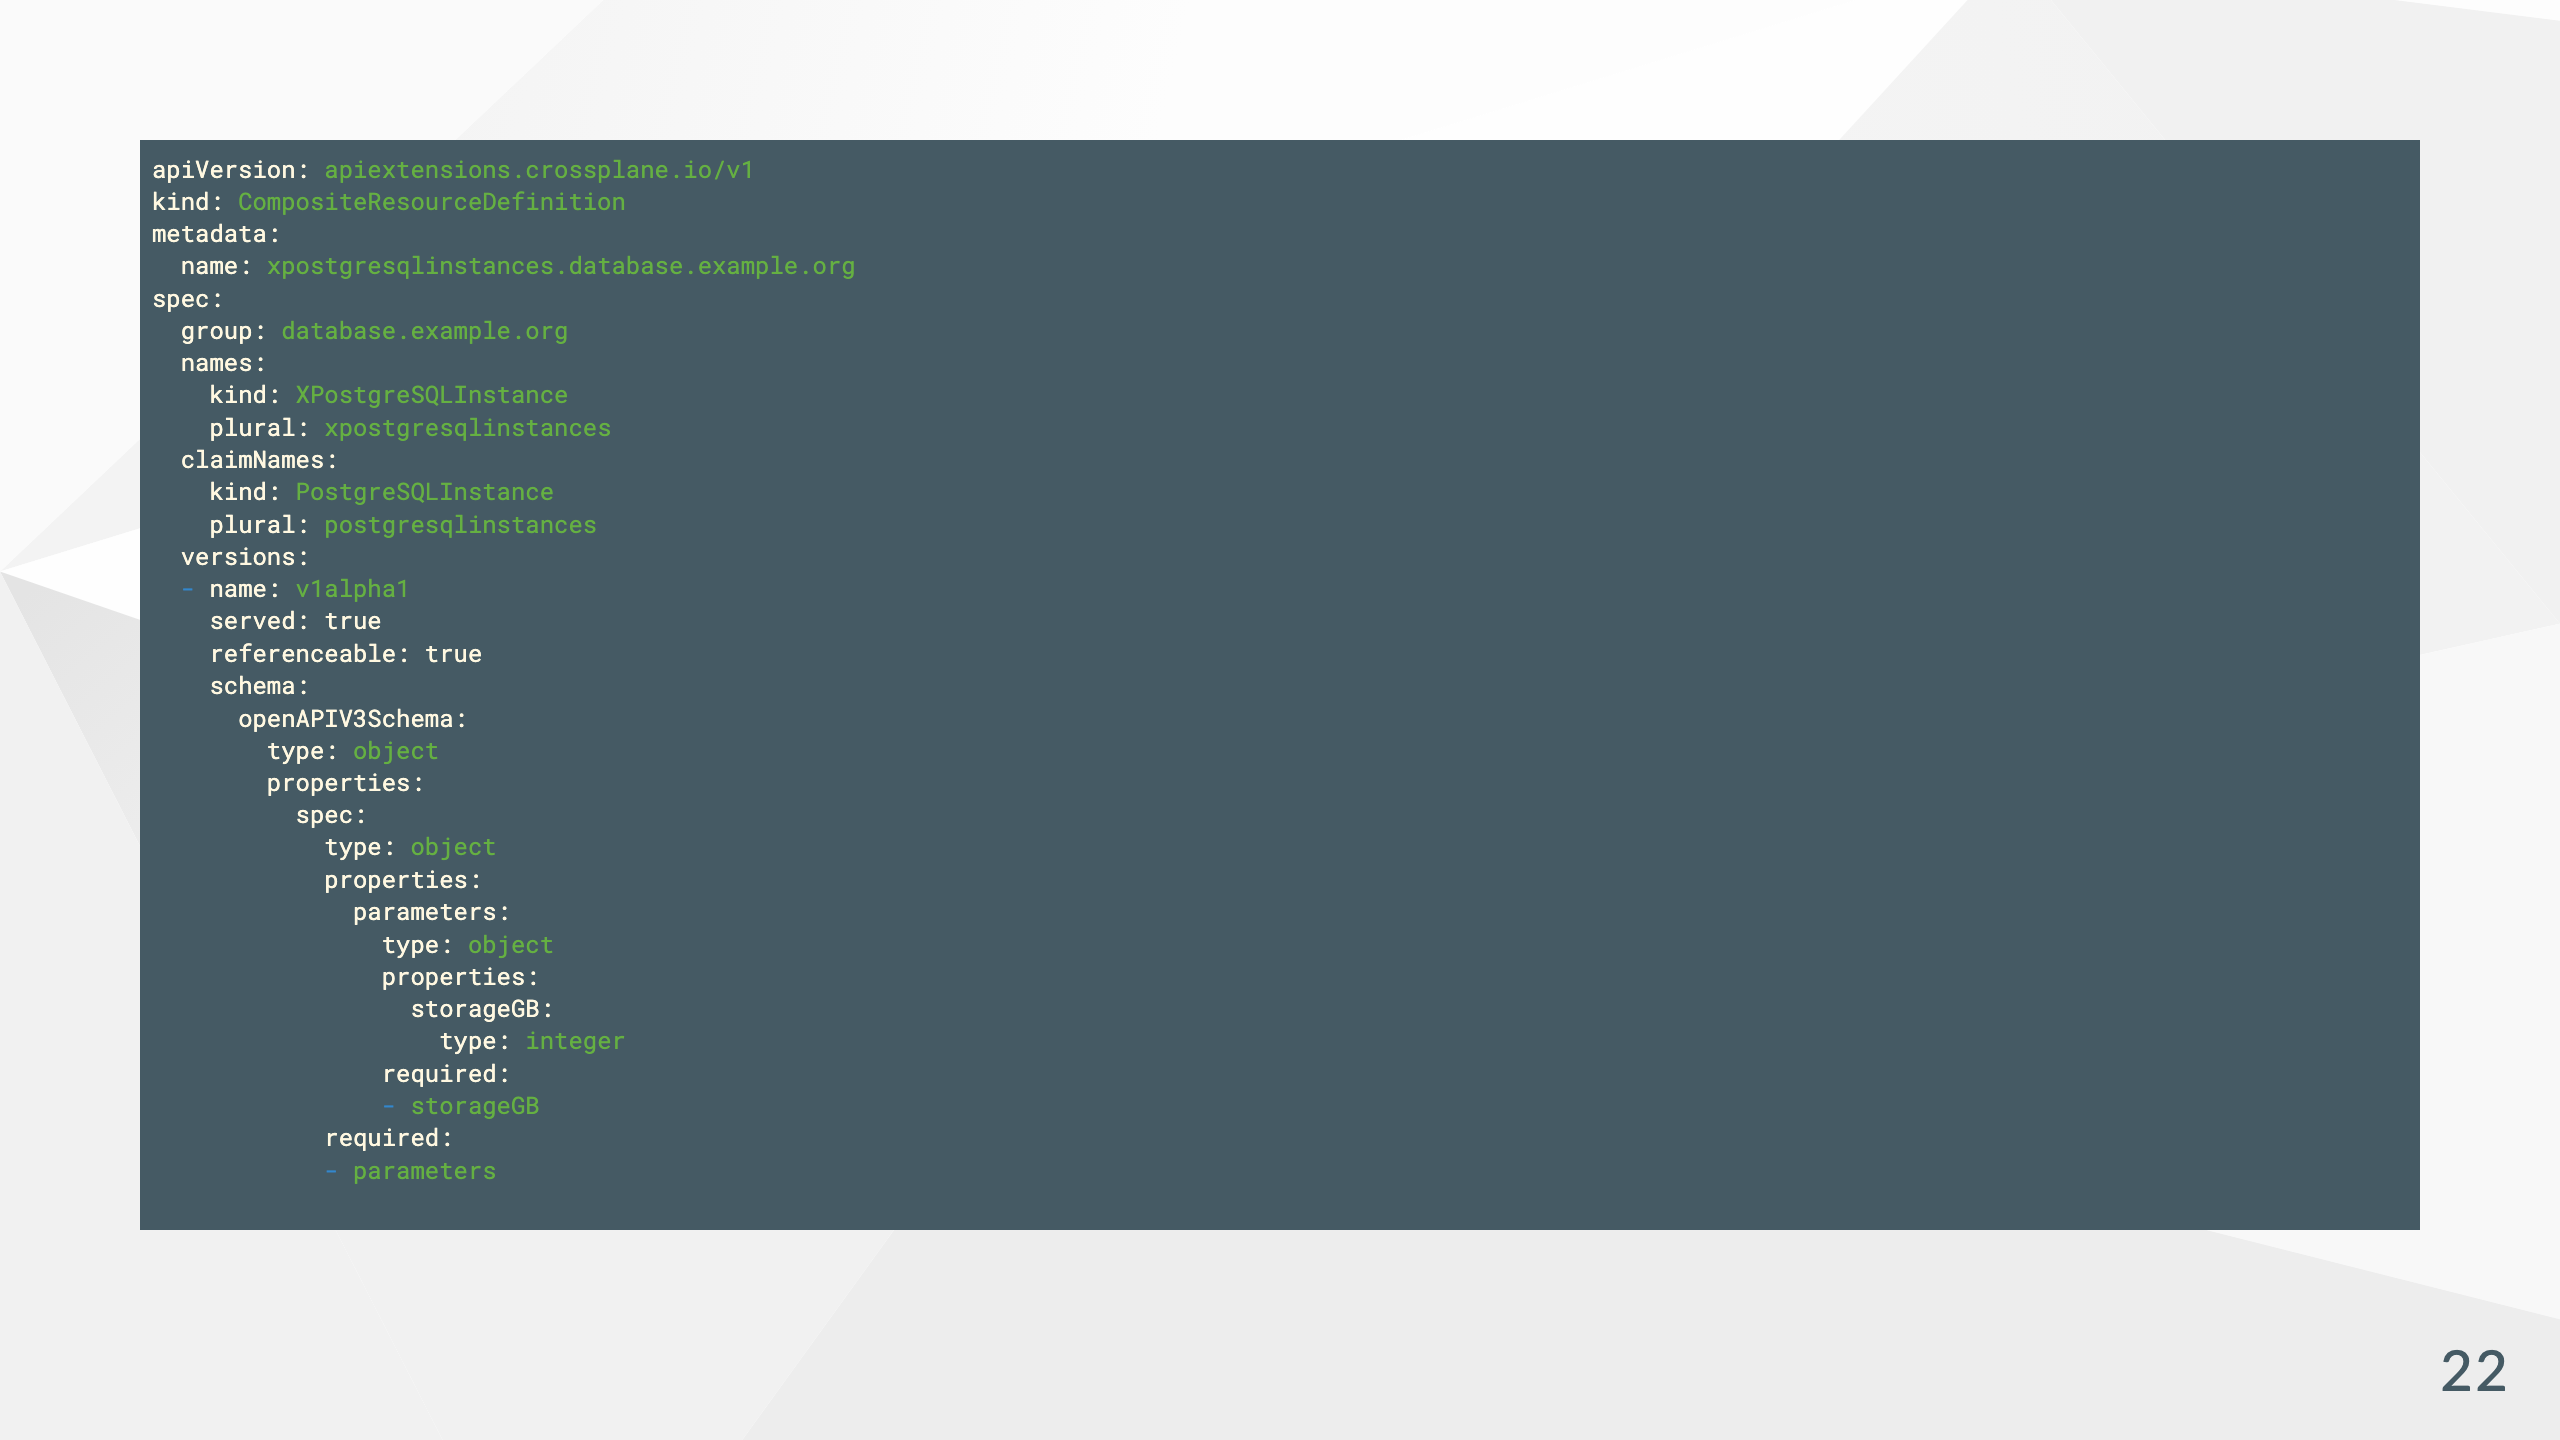 apiVersion: apiextensions.crossplane.io/v1
kind: CompositeResourceDefinition
metadata:
  name: xpostgresqlinstances.database.example.org
spec:
  group: database.example.org
  names:
    kind: XPostgreSQLInstance
    plural: xpostgresqlinstances
  claimNames:
    kind: PostgreSQLInstance
    plural: postgresqlinstances
  versions:
  - name: v1alpha1
    served: true
    referenceable: true
    schema:
      openAPIV3Schema:
        type: object
        properties:
          spec:
            type: object
            properties:
              parameters:
                type: object
                properties:
                  storageGB:
                    type: integer
                required:
                - storageGB
            required:
            - parameters
22